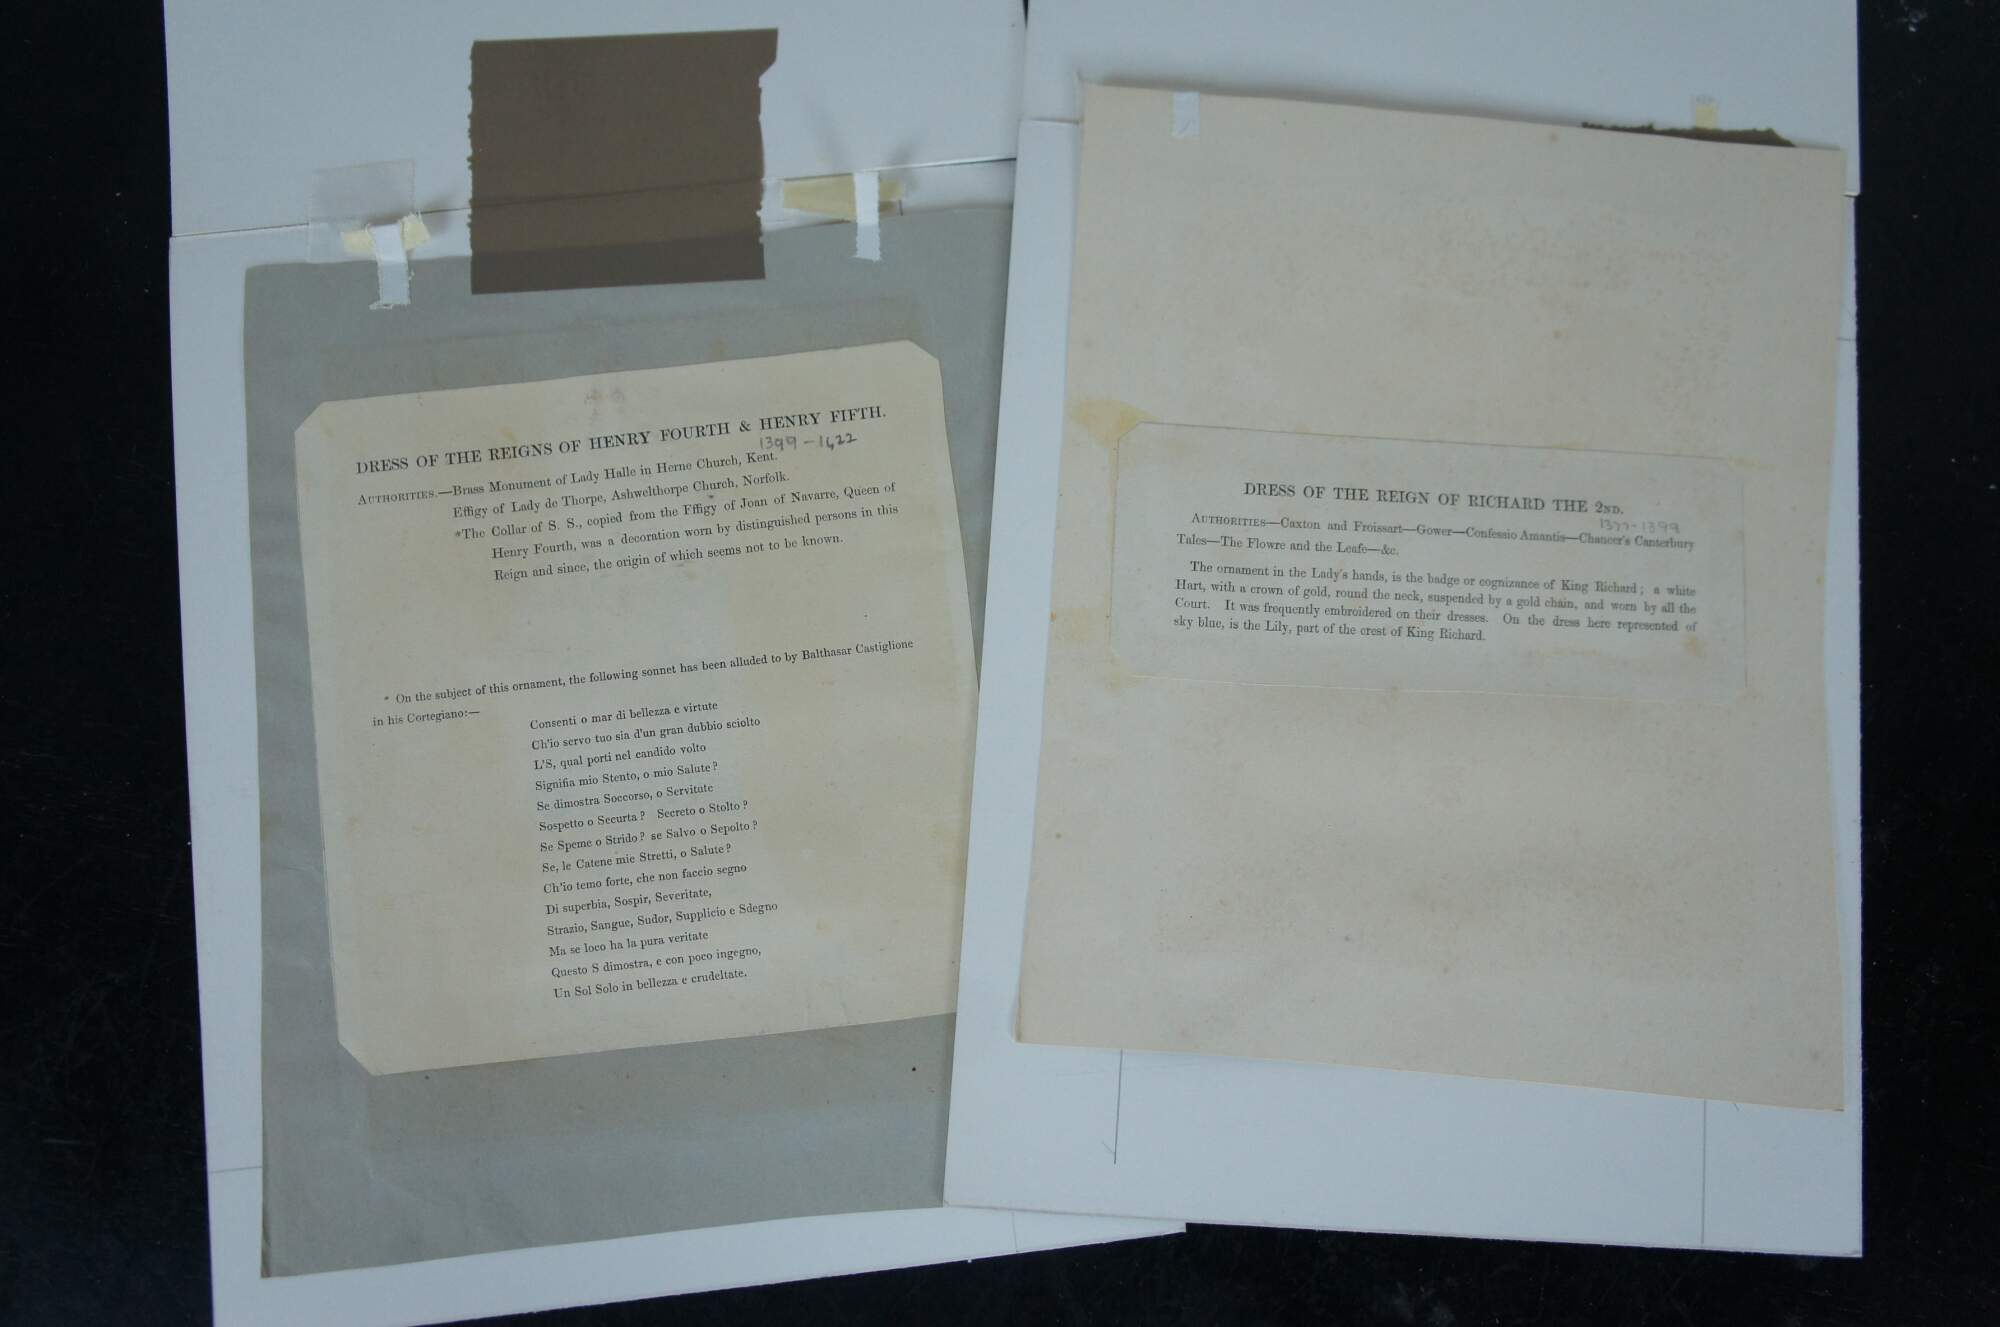 DRESS OF THE REIGNS OF HENRY FOURTH & HENRY FIFTH.
1399-1422
AUTHORITIES.—Brass Monument of Lady Halle in Herne Church, Kent.
Effigy of Lady de Thorpe, Ashwelthorpe Church, Norfolk.
*The Collar of S. S., copied from the Effigy of Joan of Navarre, Queen of
Henry Fourth, was a decoration worn by distinguished persons in this
Reign and since, the origin of which seems not to be known.
* On the subject of this ornament, the following sonnet has been alluded to by Balthasar Castiglione
in his Cortegiano:—
Consenti o mar di bellezza e virtute
Ch'io servo tuo sia d'un gran dubbio sciolto
L'S, qual porti nel candido volto
Signifia mio Stento, o mio Salute?
Se dimostra Soccorso, o Servitute
Sospetto o Securta? Secreto o Stolto?
Se Speme o Strido? se Salvo o Sepolto?
Se, le Catene mie Stretti, o Salute?
Ch'io temo forte, che non faccio segno
Di superbia, Sospir, Severitate,
Strazio, Sangue, Sudor, Supplicio e Sdegno
Ma se loco ha la pura veritate
Questo S dimostra, e con poco ingegno,
Un Sol Solo in bellezza e crudeltate.
DRESS OF THE REIGN OF RICHARD THE 2ND.
1377-1399
AUTHORITIES—Caxton and Froissart—Gower—Confessio Amantis—Chaucer's Canterbury
Tales—The Flowre and the Leafe—&c.
The ornament in the Lady's hands, is the badge or cognizance of King Richard; a white
Hart, with a crown of gold, round the neck, suspended by a gold chain, and worn by all the
Court. It was frequently embroidered on their dresses. On the dress here represented of
sky blue, is the Lily, part of the crest of King Richard.